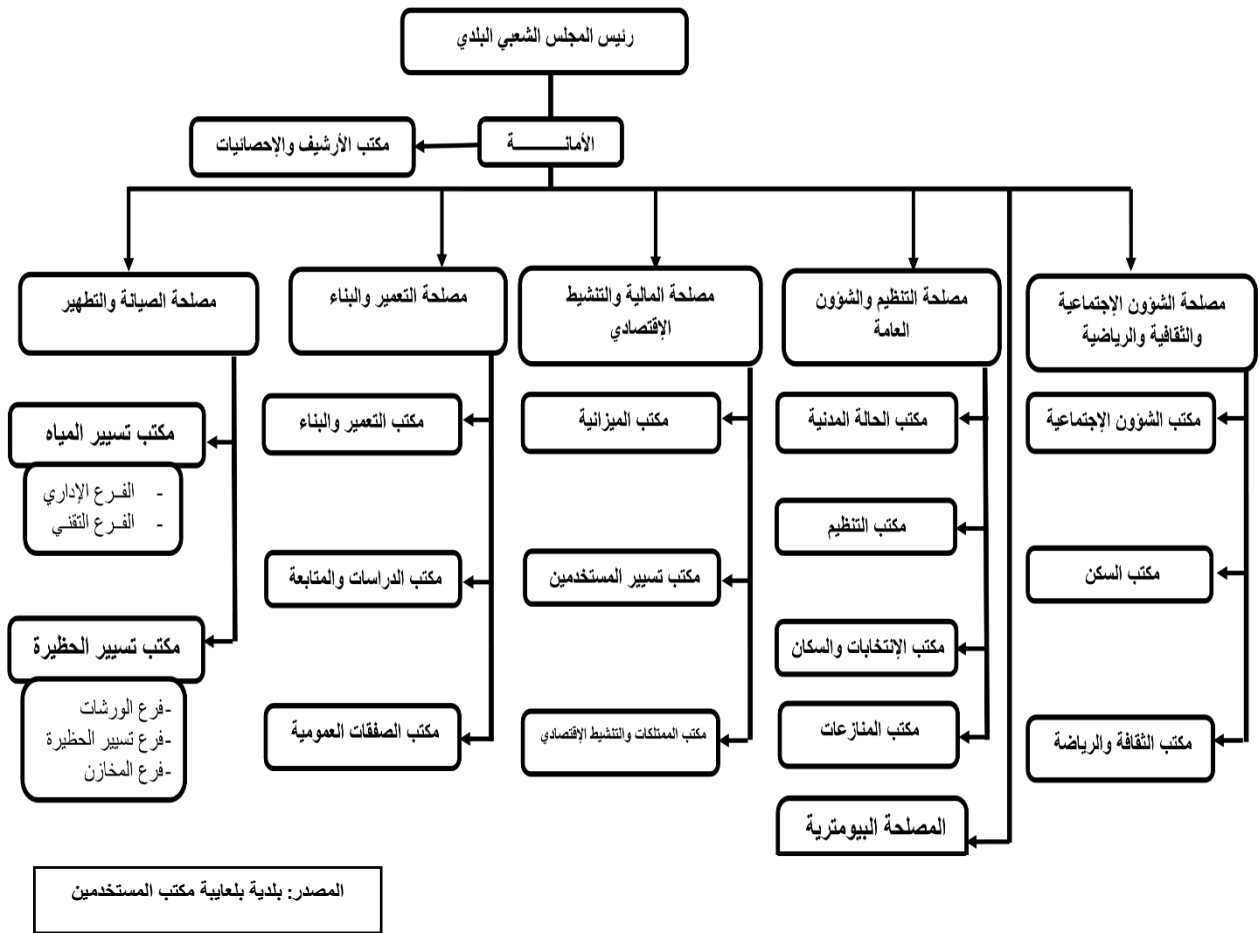 رئيس المجلس الشعبي البلدي
الأمانــــــــــة
مكتب الأرشيف والإحصائيات
مصلحة الشؤون الإجتماعية
والثقافية والرياضية
مصلحة التنظيم والشؤون
العامة
مصلحة المالية والتنشيط
الإقتصادي
مصلحة التعمير والبناء
مصلحة الصيانة والتطهير
مكتب الشؤون الإجتماعية
مكتب السكن
مكتب الثقافة والرياضة
مكتب الحالة المدنية
مكتب التنظيم
مكتب الإنتخابات والسكان
مكتب المنازعات
المصلحة البيومترية
مكتب الميزانية
مكتب تسيير المستخدمين
مكتب الممتلكات والتنشيط الإقتصادي
مكتب التعمير والبناء
مكتب الدراسات والمتابعة
مكتب الصفقات العمومية
مكتب تسيير المياه
- الفـرع الإداري
- الفـرع التقنـي
مكتب تسيير الحظيرة
-فرع الورشات
-فرع تسيير الحظيرة
-فرع المخازن
المصدر: بلدية بلعايبة مكتب المستخدمين